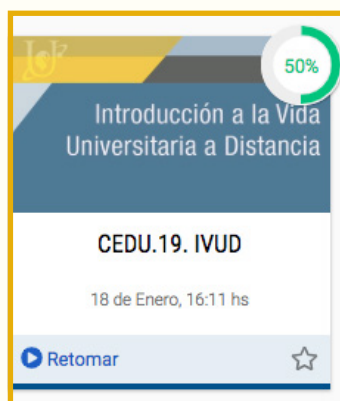 50%
Introducción a la Vida
Universitaria a Distancia
CEDU.19. IVUD
18 de Enero, 16:11 hs
Retomar